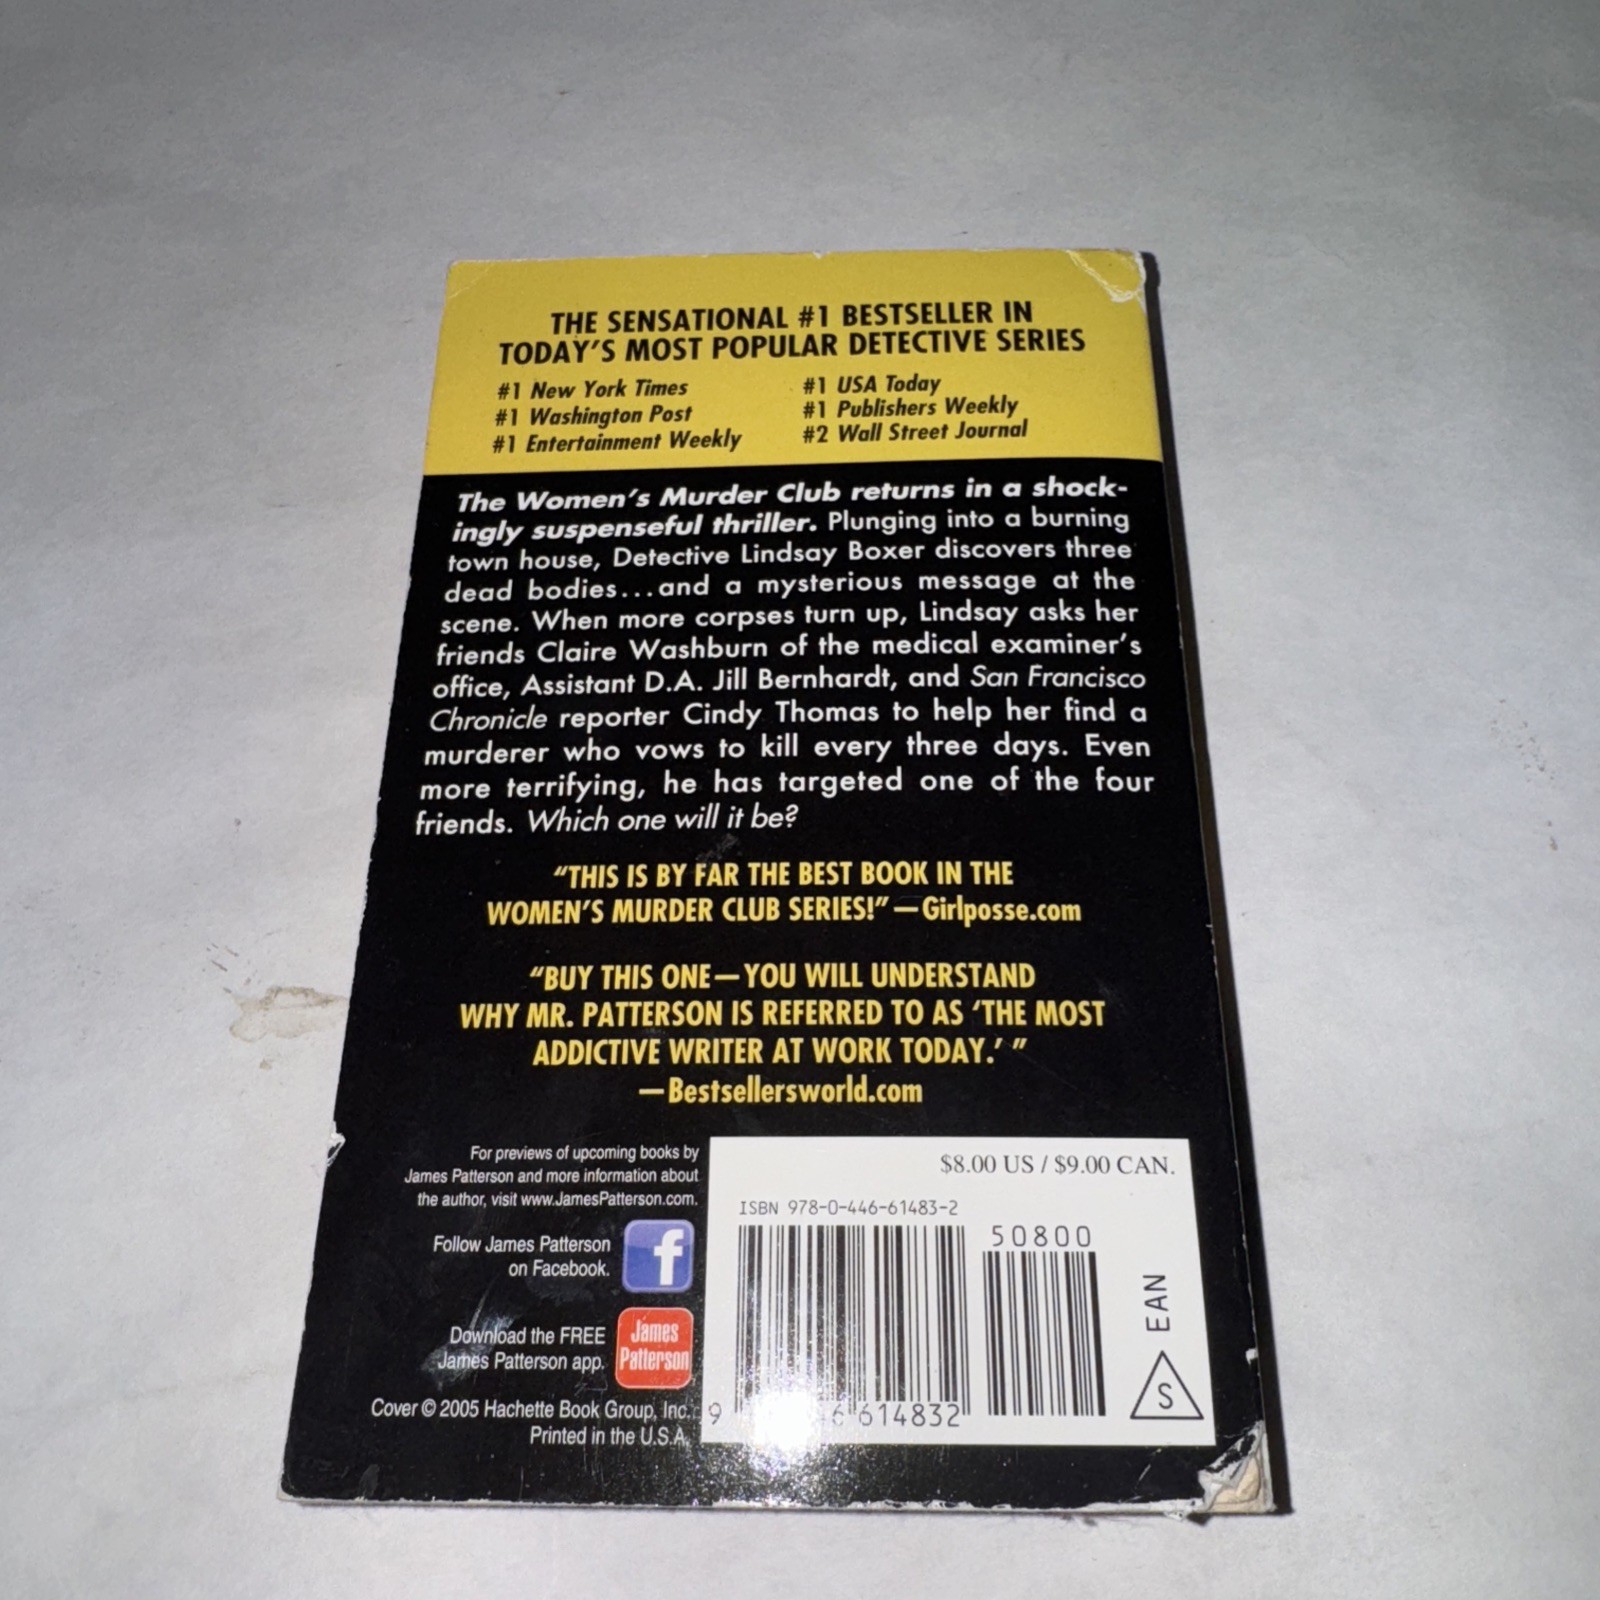 THE SENSATIONAL #1 BESTSELLER IN
TODAY'S MOST POPULAR DETECTIVE SERIES
#1 New York Times
#1 Washington Post
#1 Entertainment Weekly
#1 USA Today
#1 Publishers Weekly
#2 Wall Street Journal
The Women's Murder Club returns in a shock-
ingly suspenseful thriller. Plunging into a burning
town house, Detective Lindsay Boxer discovers three
dead bodies...and a mysterious message at the
scene. When more corpses turn up, Lindsay asks her
friends Claire Washburn of the medical examiner's
office, Assistant D.A. Jill Bernhardt, and San Francisco
Chronicle reporter Cindy Thomas to help her find a
murderer who vows to kill every three days. Even
more terrifying, he has targeted one of the four
friends. Which one will it be?
"THIS IS BY FAR THE BEST BOOK IN THE
WOMEN'S MURDER CLUB SERIES!" —Girlposse.com
"BUY THIS ONE—YOU WILL UNDERSTAND
WHY MR. PATTERSON IS REFERRED TO AS 'THE MOST
ADDICTIVE WRITER AT WORK TODAY.' "
—Bestsellersworld.com
For previews of upcoming books by
James Patterson and more information about
the author, visit www.JamesPatterson.com.
Follow James Patterson
on Facebook.
f
Download the FREE
James Patterson app.
James
Patterson
Cover © 2005 Hachette Book Group, Inc.
Printed in the U.S.A.
$8.00 US / $9.00 CAN.
ISBN 978-0-446-61483-2
50800
9 6 614832
EAN
S